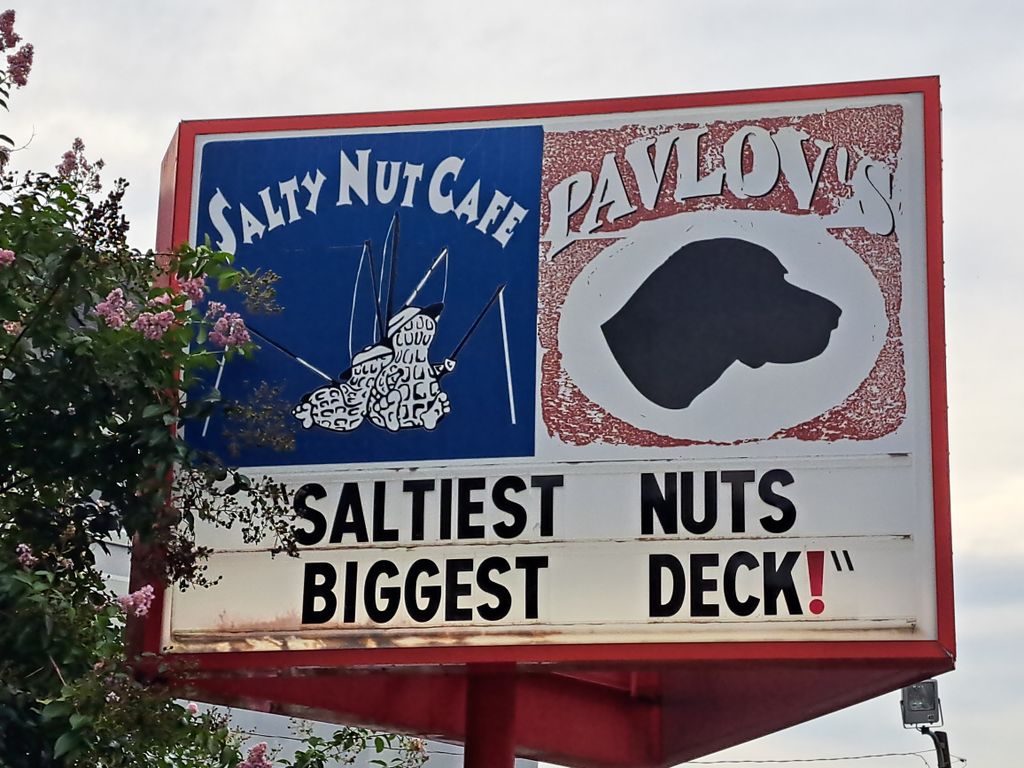 SALTY NUT CAFE
PAVLOV'S
"SALTIEST NUTS
BIGGEST DECK!"